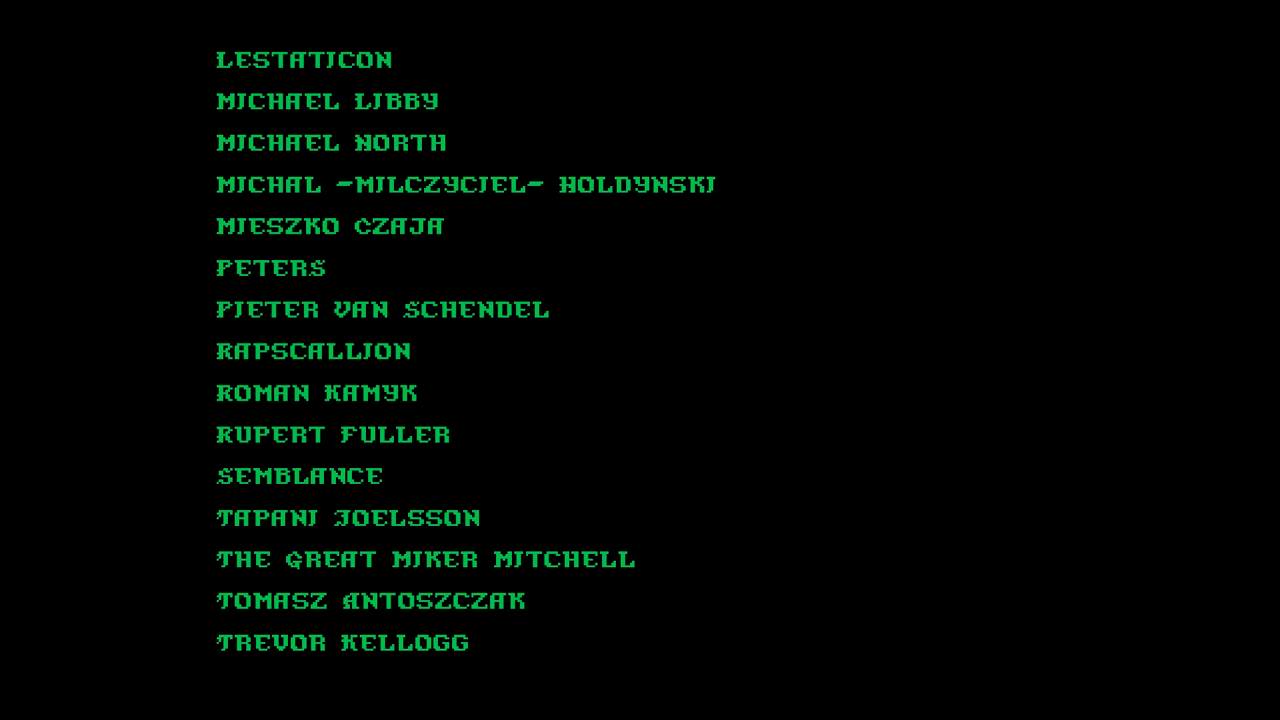 LESTATICON
MICHAEL LIBBY
MICHAEL NORTH
MICHAL -MILCZYCIEL- HOLDYNSKI
MIESZKO CZAJA
PETERS
PIETER VAN SCHENDEL
RAPSCALLION
ROMAN KAMYK
RUPERT FULLER
SEMBLANCE
TAPANI JOELSSON
THE GREAT MIKER MITCHELL
TOMASZ ANTOSZCZAK
TREVOR KELLOGG